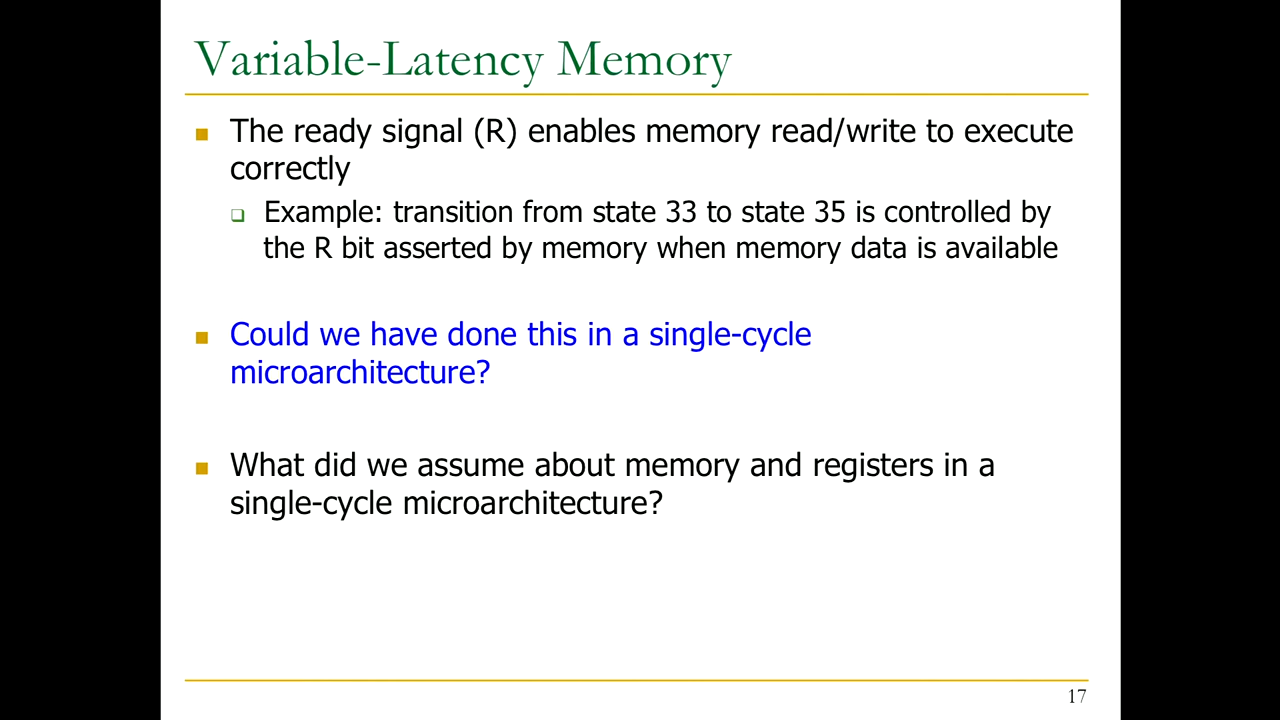 Variable-Latency Memory
The ready signal (R) enables memory read/write to execute
correctly
Example: transition from state 33 to state 35 is controlled by
the R bit asserted by memory when memory data is available
Could we have done this in a single-cycle
microarchitecture?
What did we assume about memory and registers in a
single-cycle microarchitecture?
17